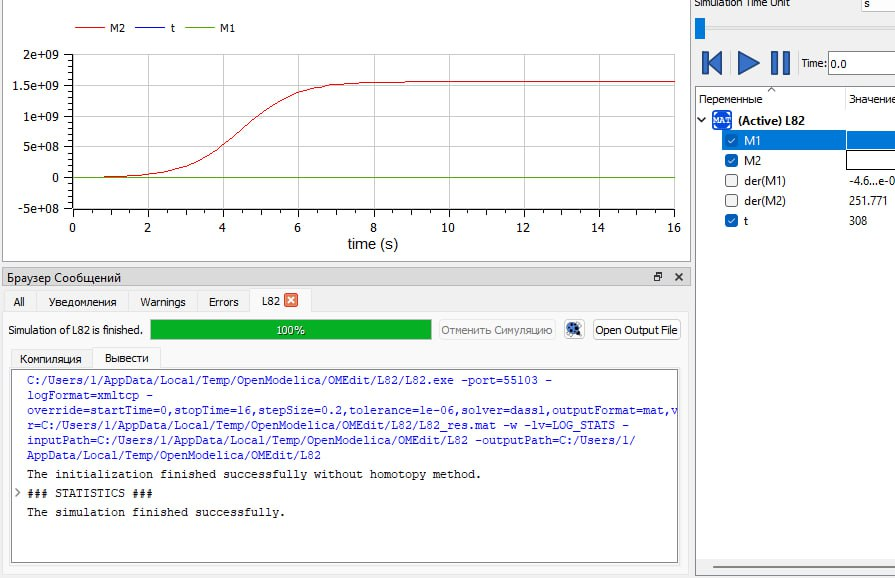 Simulation Time Unit
s
M2
t
M1
2e+09
1.5e+09
1e+09
5e+08
0
-5e+08
0
2
4
6
8
10
12
14
16
time (s)
Time: 0.0
Переменные
Значение
(Active) L82
MAT
M1
M2
der(M1)
-4.6...e-0
der(M2)
251.771
t
308
Браузер Сообщений
All
Уведомления
Warnings
Errors
L82
Simulation of L82 is finished.
100%
Отменить Симуляцию
Open Output File
Компиляция
Вывести
C:/Users/1/AppData/Local/Temp/OpenModelica/OMEdit/L82/L82.exe -port=55103 -
logFormat=xmltcp -
override=startTime=0,stopTime=16,stepSize=0.2,tolerance=1e-06,solver=dassl,outputFormat=mat,v
r=C:/Users/1/AppData/Local/Temp/OpenModelica/OMEdit/L82/L82_res.mat -w -lv=LOG_STATS -
inputPath=C:/Users/1/AppData/Local/Temp/OpenModelica/OMEdit/L82 -outputPath=C:/Users/1/
AppData/Local/Temp/OpenModelica/OMEdit/L82
The initialization finished successfully without homotopy method.
### STATISTICS ###
The simulation finished successfully.